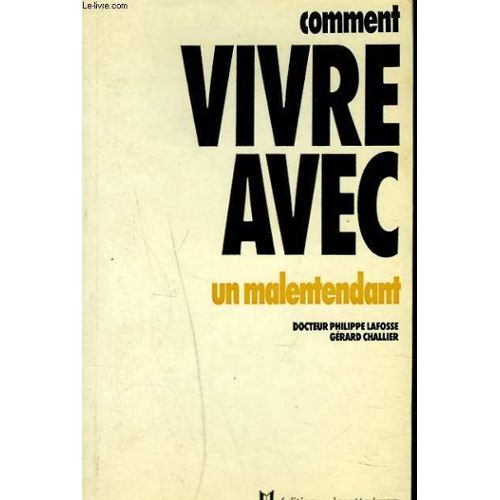 Le-livre.com
comment
VIVRE
AVEC
un malentendant
DOCTEUR PHILIPPE LAFOSSE
GÉRARD CHALLIER